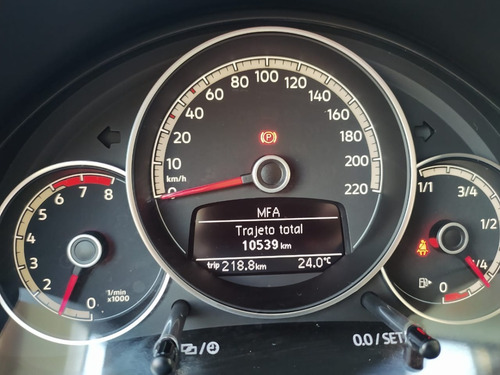 80 100 120
60 140
40 160
20 180
10 200
km/h 0 220
P
MFA
Trajeto total
10539 km
trip 218.8 km 24.0°C
8
7
6
5
4
3
2
1
0
1/min
x1000
1/1 3/4
1/4
0
0.0 / SET